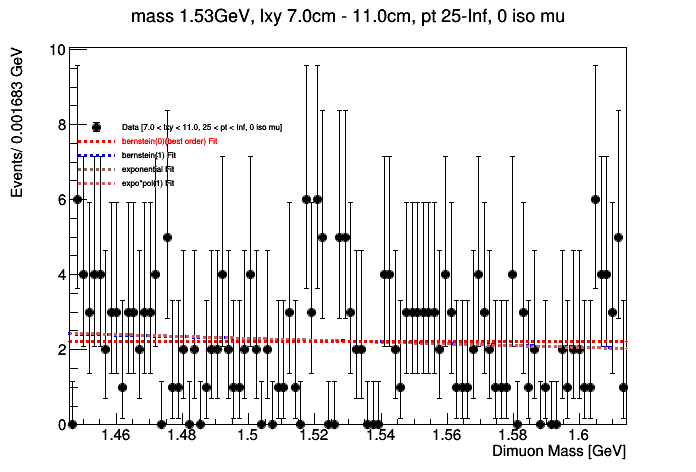 mass 1.53GeV, lxy 7.0cm - 11.0cm, pt 25-Inf, 0 iso mu
Events/ 0.001683 GeV
10
8
6
4
2
0
Data [7.0 < lxy < 11.0, 25 < pt < Inf, 0 iso mu]
bernstein(0)(best order) Fit
bernstein(1) Fit
exponential Fit
expo*pol(1) Fit
1.46 1.48 1.5 1.52 1.54 1.56 1.58 1.6
Dimuon Mass [GeV]